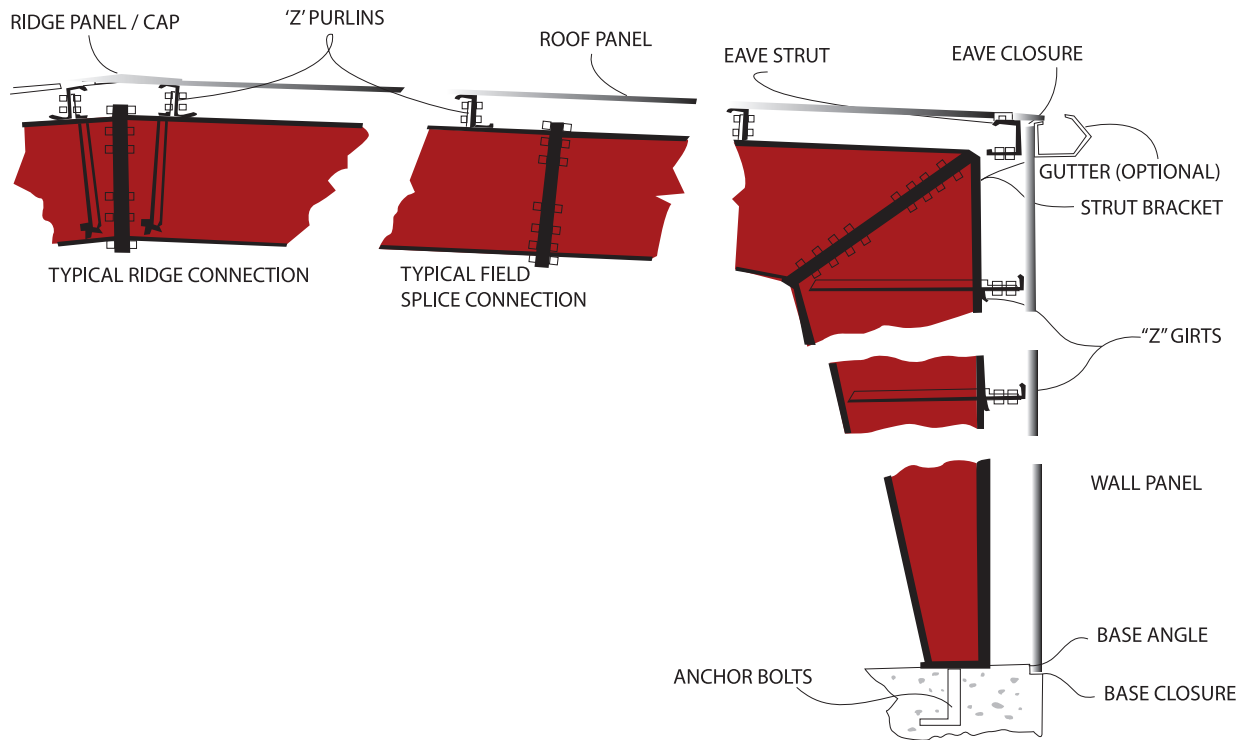 RIDGE PANEL / CAP
‘Z’ PURLINS
ROOF PANEL
EAVE STRUT
EAVE CLOSURE
GUTTER (OPTIONAL)
STRUT BRACKET
TYPICAL RIDGE CONNECTION
TYPICAL FIELD
SPLICE CONNECTION
“Z” GIRTS
WALL PANEL
BASE ANGLE
ANCHOR BOLTS
BASE CLOSURE